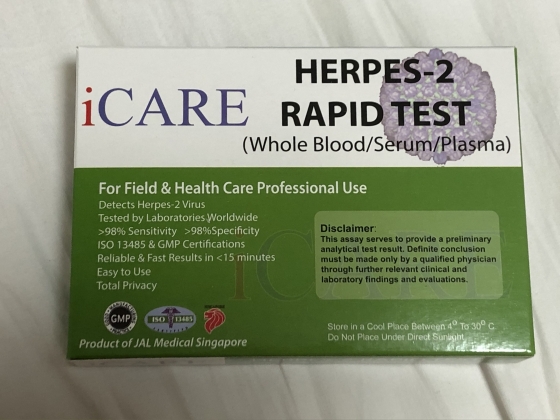 HERPES-2
RAPID TEST
(Whole Blood/Serum/Plasma)
iCARE
For Field & Health Care Professional Use
Detects Herpes-2 Virus
Tested by Laboratories Worldwide
>98% Sensitivity >98%Specificity
ISO 13485 & GMP Certifications
Reliable & Fast Results in <15 minutes
Easy to Use
Total Privacy
Disclaimer:
This assay serves to provide a preliminary
analytical test result. Definite conclusion
must be made only by a qualified physician
through further relevant clinical and
laboratory findings and evaluations.
iCARE
GMP
ISO 13485
Product of JAL Medical Singapore
Store in a Cool Place Between 4⁰ To 30⁰ C
Do Not Place Under Direct Sunlight